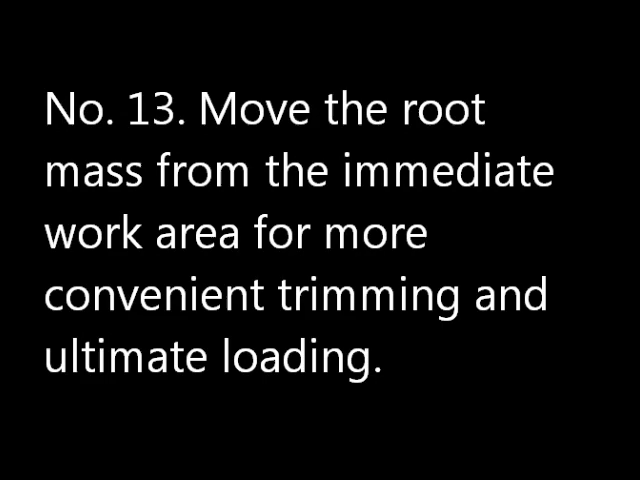 No. 13. Move the root
mass from the immediate
work area for more
convenient trimming and
ultimate loading.